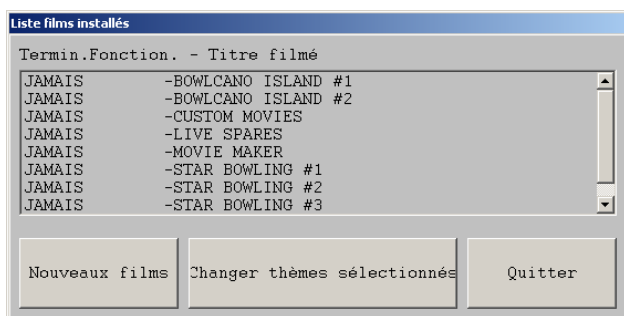 Liste films installés
Termin.Fonction. - Titre filmé
JAMAIS -BOWLCANO ISLAND #1
JAMAIS -BOWLCANO ISLAND #2
JAMAIS -CUSTOM MOVIES
JAMAIS -LIVE SPARES
JAMAIS -MOVIE MAKER
JAMAIS -STAR BOWLING #1
JAMAIS -STAR BOWLING #2
JAMAIS -STAR BOWLING #3
Nouveaux films
Changer thèmes sélectionnés
Quitter